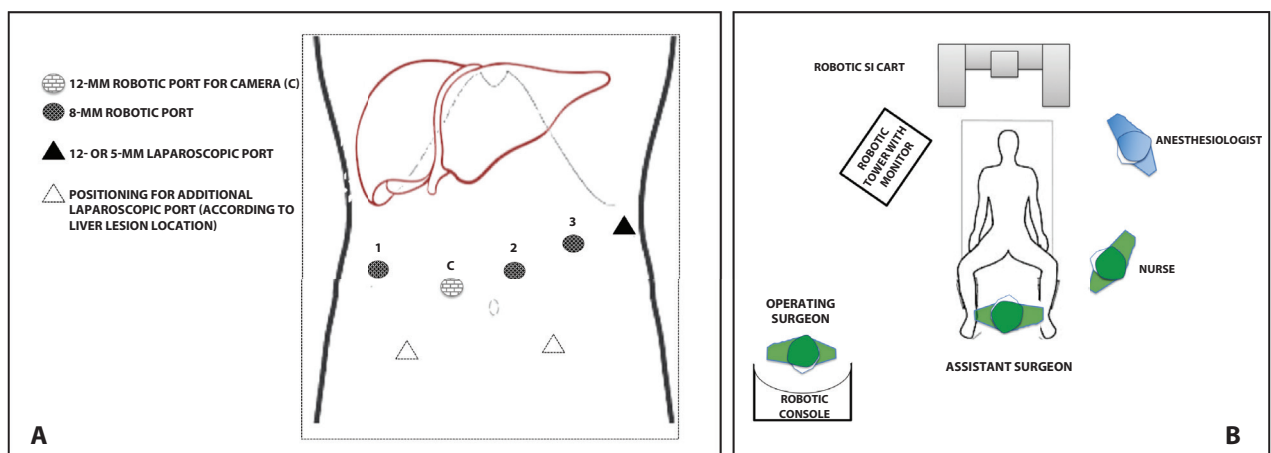 12-MM ROBOTIC PORT FOR CAMERA (C)
8-MM ROBOTIC PORT
12- OR 5-MM LAPAROSCOPIC PORT
POSITIONING FOR ADDITIONAL
LAPAROSCOPIC PORT (ACCORDING TO
LIVER LESION LOCATION)
1
C
2
3
A
ROBOTIC SI CART
ROBOTIC
TOWER WITH
MONITOR
ANESTHESIOLOGIST
NURSE
OPERATING
SURGEON
ASSISTANT SURGEON
ROBOTIC
CONSOLE
B